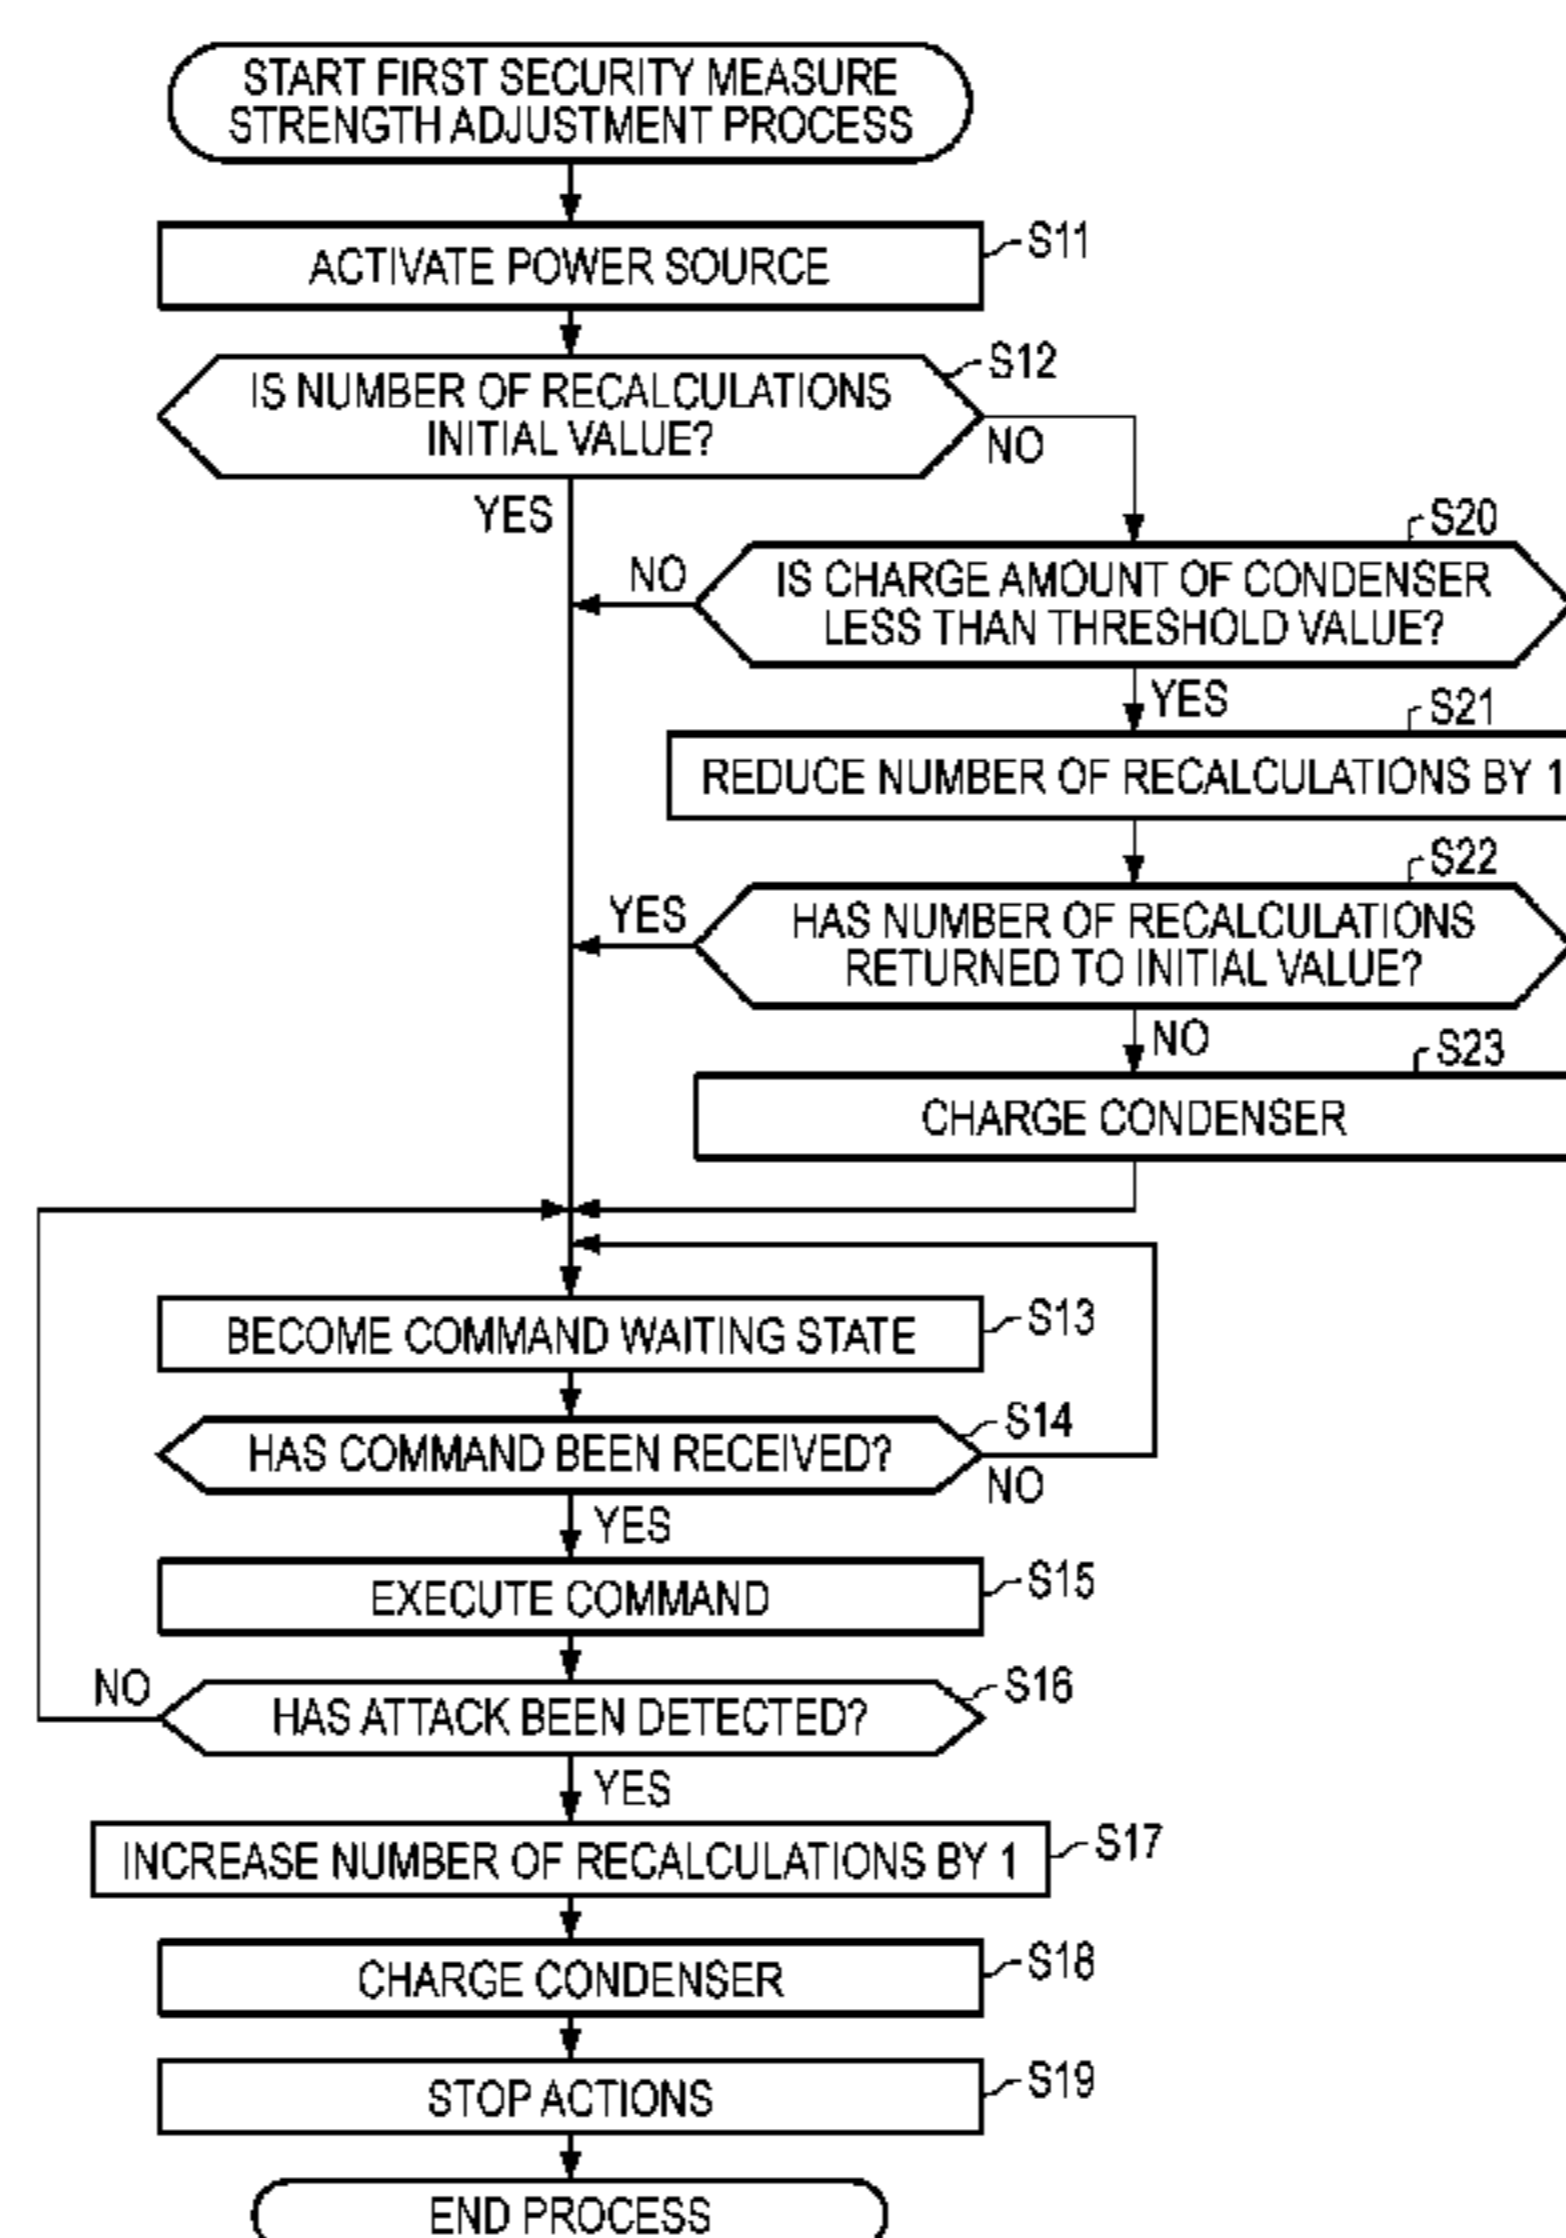 START FIRST SECURITY MEASURE
STRENGTH ADJUSTMENT PROCESS
ACTIVATE POWER SOURCE
S11
IS NUMBER OF RECALCULATIONS
INITIAL VALUE?
S12
NO
YES
S20
NO
IS CHARGE AMOUNT OF CONDENSER
LESS THAN THRESHOLD VALUE?
YES
S21
REDUCE NUMBER OF RECALCULATIONS BY 1
S22
YES
HAS NUMBER OF RECALCULATIONS
RETURNED TO INITIAL VALUE?
NO
S23
CHARGE CONDENSER
BECOME COMMAND WAITING STATE
S13
HAS COMMAND BEEN RECEIVED?
S14
NO
YES
EXECUTE COMMAND
S15
NO
HAS ATTACK BEEN DETECTED?
S16
YES
INCREASE NUMBER OF RECALCULATIONS BY 1
S17
CHARGE CONDENSER
S18
STOP ACTIONS
S19
END PROCESS